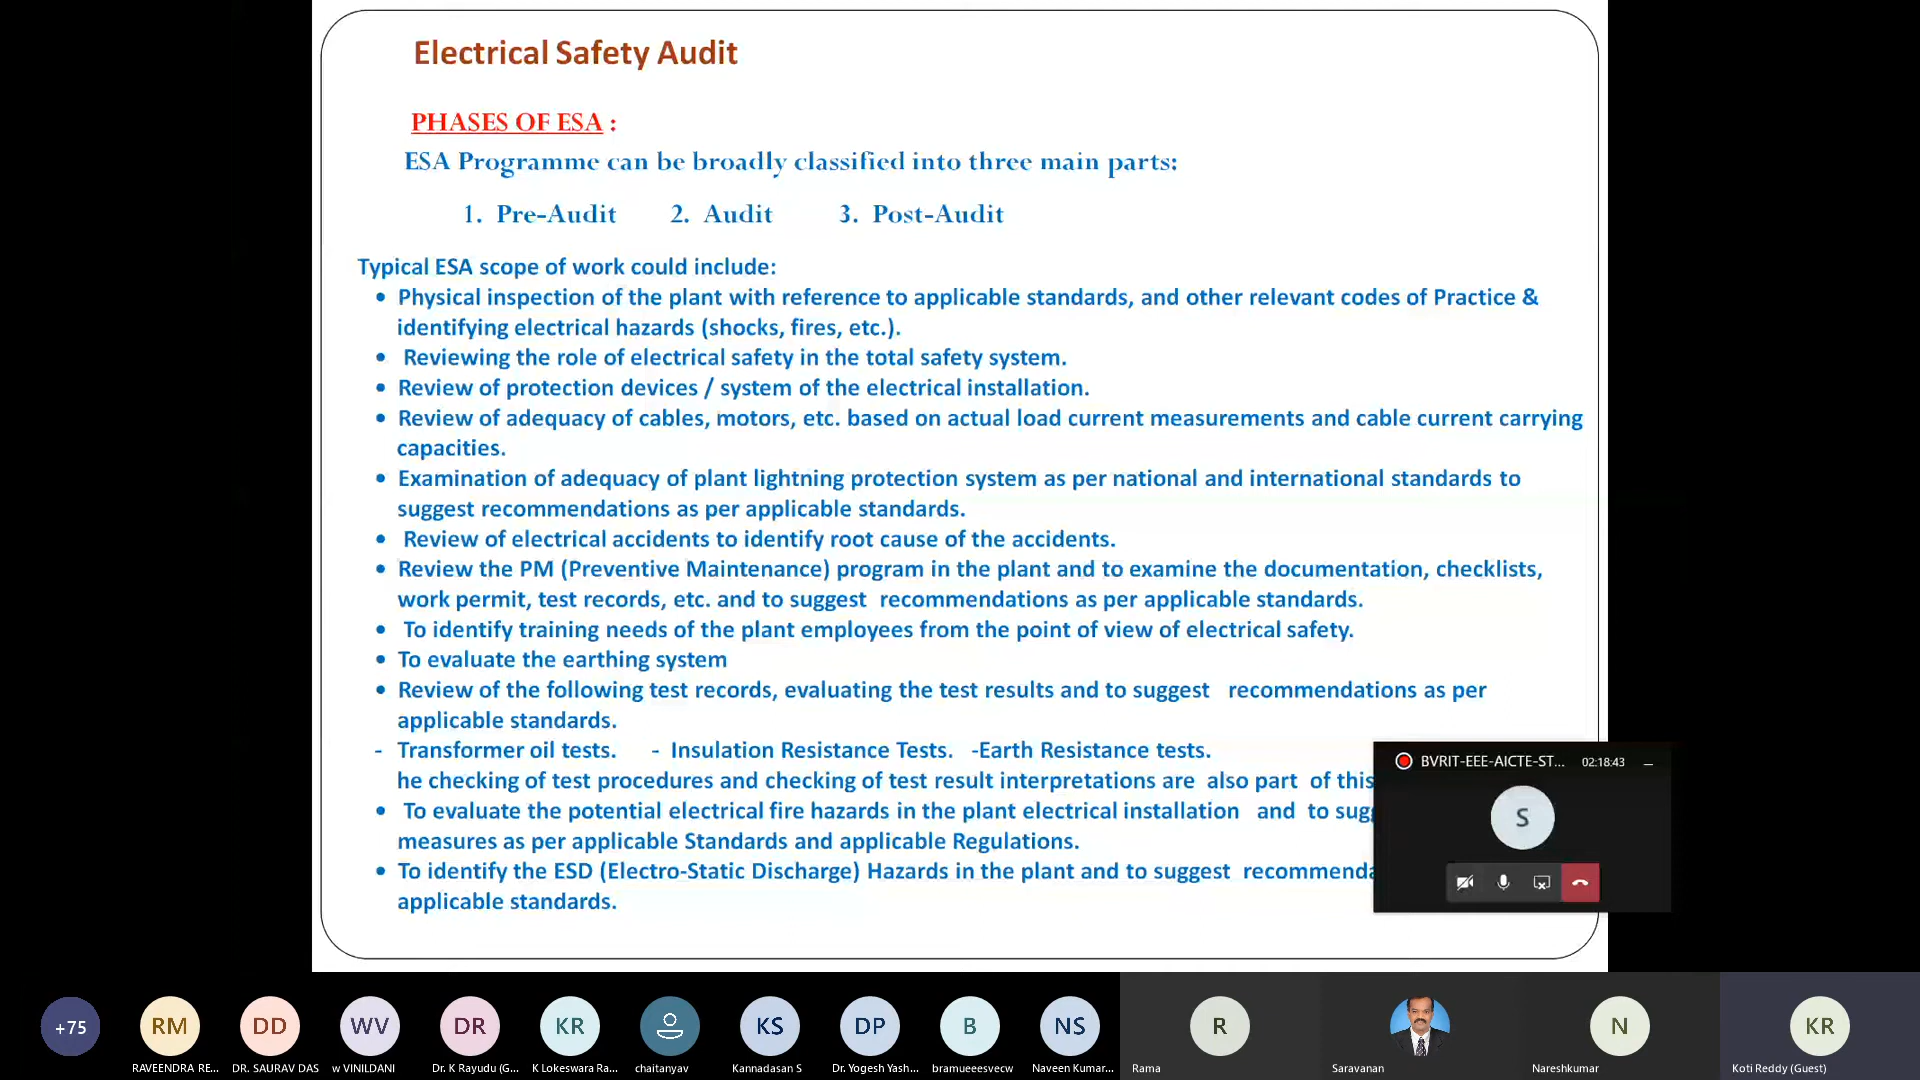 Electrical Safety Audit
PHASES OF ESA :
ESA Programme can be broadly classified into three main parts:
1. Pre-Audit 2. Audit 3. Post-Audit
Typical ESA scope of work could include:
• Physical inspection of the plant with reference to applicable standards, and other relevant codes of Practice &
identifying electrical hazards (shocks, fires, etc.).
• Reviewing the role of electrical safety in the total safety system.
• Review of protection devices / system of the electrical installation.
• Review of adequacy of cables, motors, etc. based on actual load current measurements and cable current carrying
capacities.
• Examination of adequacy of plant lightning protection system as per national and international standards to
suggest recommendations as per applicable standards.
• Review of electrical accidents to identify root cause of the accidents.
• Review the PM (Preventive Maintenance) program in the plant and to examine the documentation, checklists,
work permit, test records, etc. and to suggest recommendations as per applicable standards.
• To identify training needs of the plant employees from the point of view of electrical safety.
• To evaluate the earthing system
• Review of the following test records, evaluating the test results and to suggest recommendations as per
applicable standards.
- Transformer oil tests. - Insulation Resistance Tests. -Earth Resistance tests.
he checking of test procedures and checking of test result interpretations are also part of this
• To evaluate the potential electrical fire hazards in the plant electrical installation and to sugg
measures as per applicable Standards and applicable Regulations.
• To identify the ESD (Electro-Static Discharge) Hazards in the plant and to suggest recommenda
applicable standards.
BVRIT-EEE-AICTE-ST... 02:18:43
S
+75 RM DD WV DR KR KS DP B NS R N KR
RAVEENDRA RE... DR. SAURAV DAS w VINILDANI Dr. K Rayudu (G... K Lokeswara Ra... chaitanyav Kannadasan S Dr. Yogesh Yash... bramueeesvecw Naveen Kumar... Rama Saravanan Nareshkumar Koti Reddy (Guest)